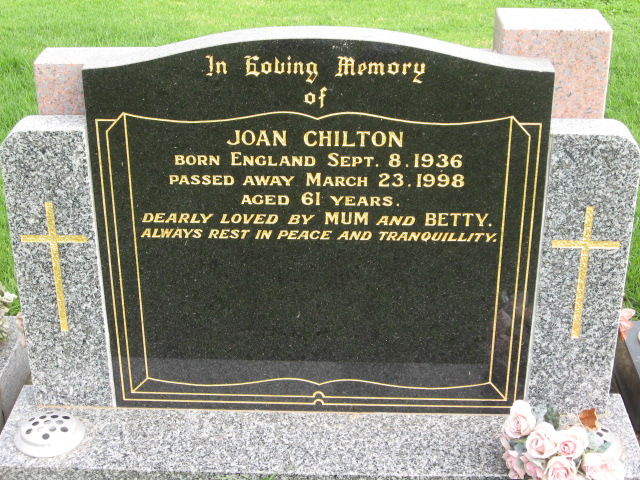 In Loving Memory
of
JOAN CHILTON
BORN ENGLAND SEPT. 8. 1936
PASSED AWAY MARCH 23. 1998
AGED 61 YEARS.
DEARLY LOVED BY MUM AND BETTY.
ALWAYS REST IN PEACE AND TRANQUILLITY.